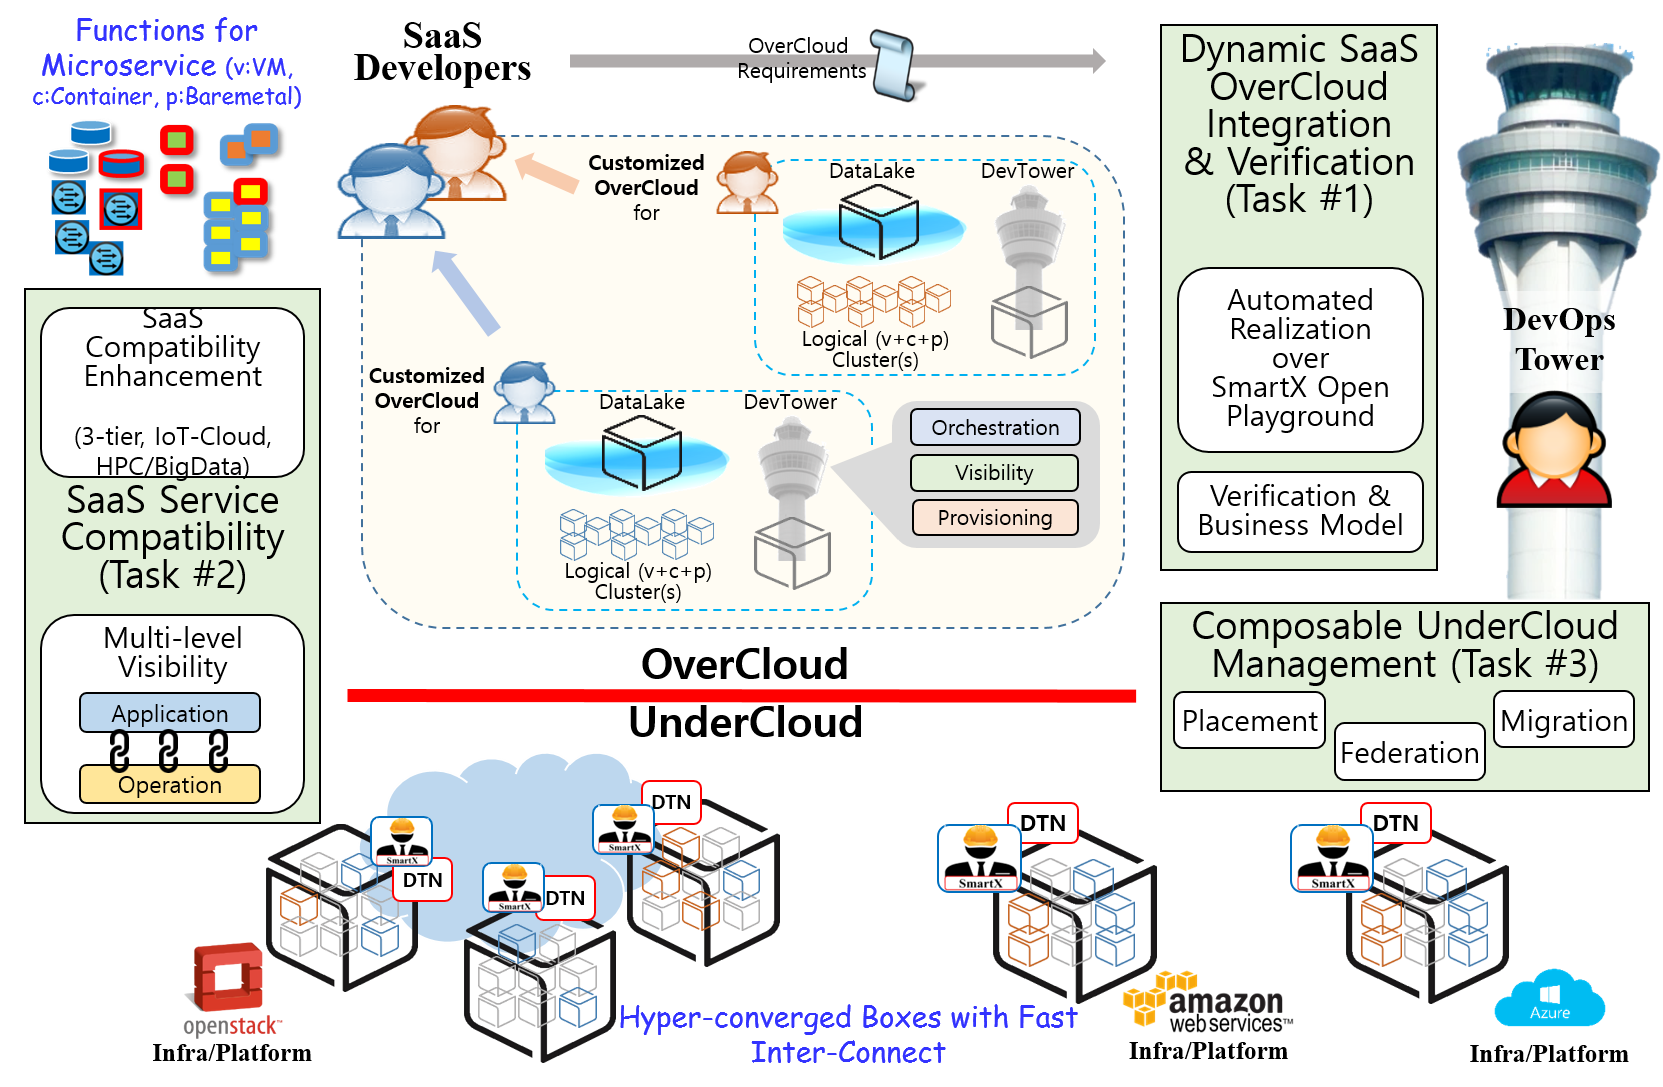 Functions for
Microservice (v:VM,
c:Container, p:Baremetal)
SaaS
Developers
OverCloud
Requirements
Dynamic SaaS
OverCloud
Integration
& Verification
(Task #1)
Automated
Realization
over
SmartX Open
Playground
Verification &
Business Model
DevOps
Tower
Customized
OverCloud
for
DataLake
DevTower
Logical (v+c+p)
Cluster(s)
Customized
OverCloud
for
DataLake
DevTower
Logical (v+c+p)
Cluster(s)
Orchestration
Visibility
Provisioning
SaaS
Compatibility
Enhancement
(3-tier, IoT-Cloud,
HPC/BigData)
SaaS Service
Compatibility
(Task #2)
Multi-level
Visibility
Application
Operation
OverCloud
UnderCloud
Composable UnderCloud
Management (Task #3)
Placement
Federation
Migration
SmartX
DTN
SmartX
DTN
SmartX
DTN
SmartX
DTN
SmartX
DTN
openstack™
Infra/Platform
Hyper-converged Boxes with Fast
Inter-Connect
amazon
web services™
Infra/Platform
Azure
Infra/Platform